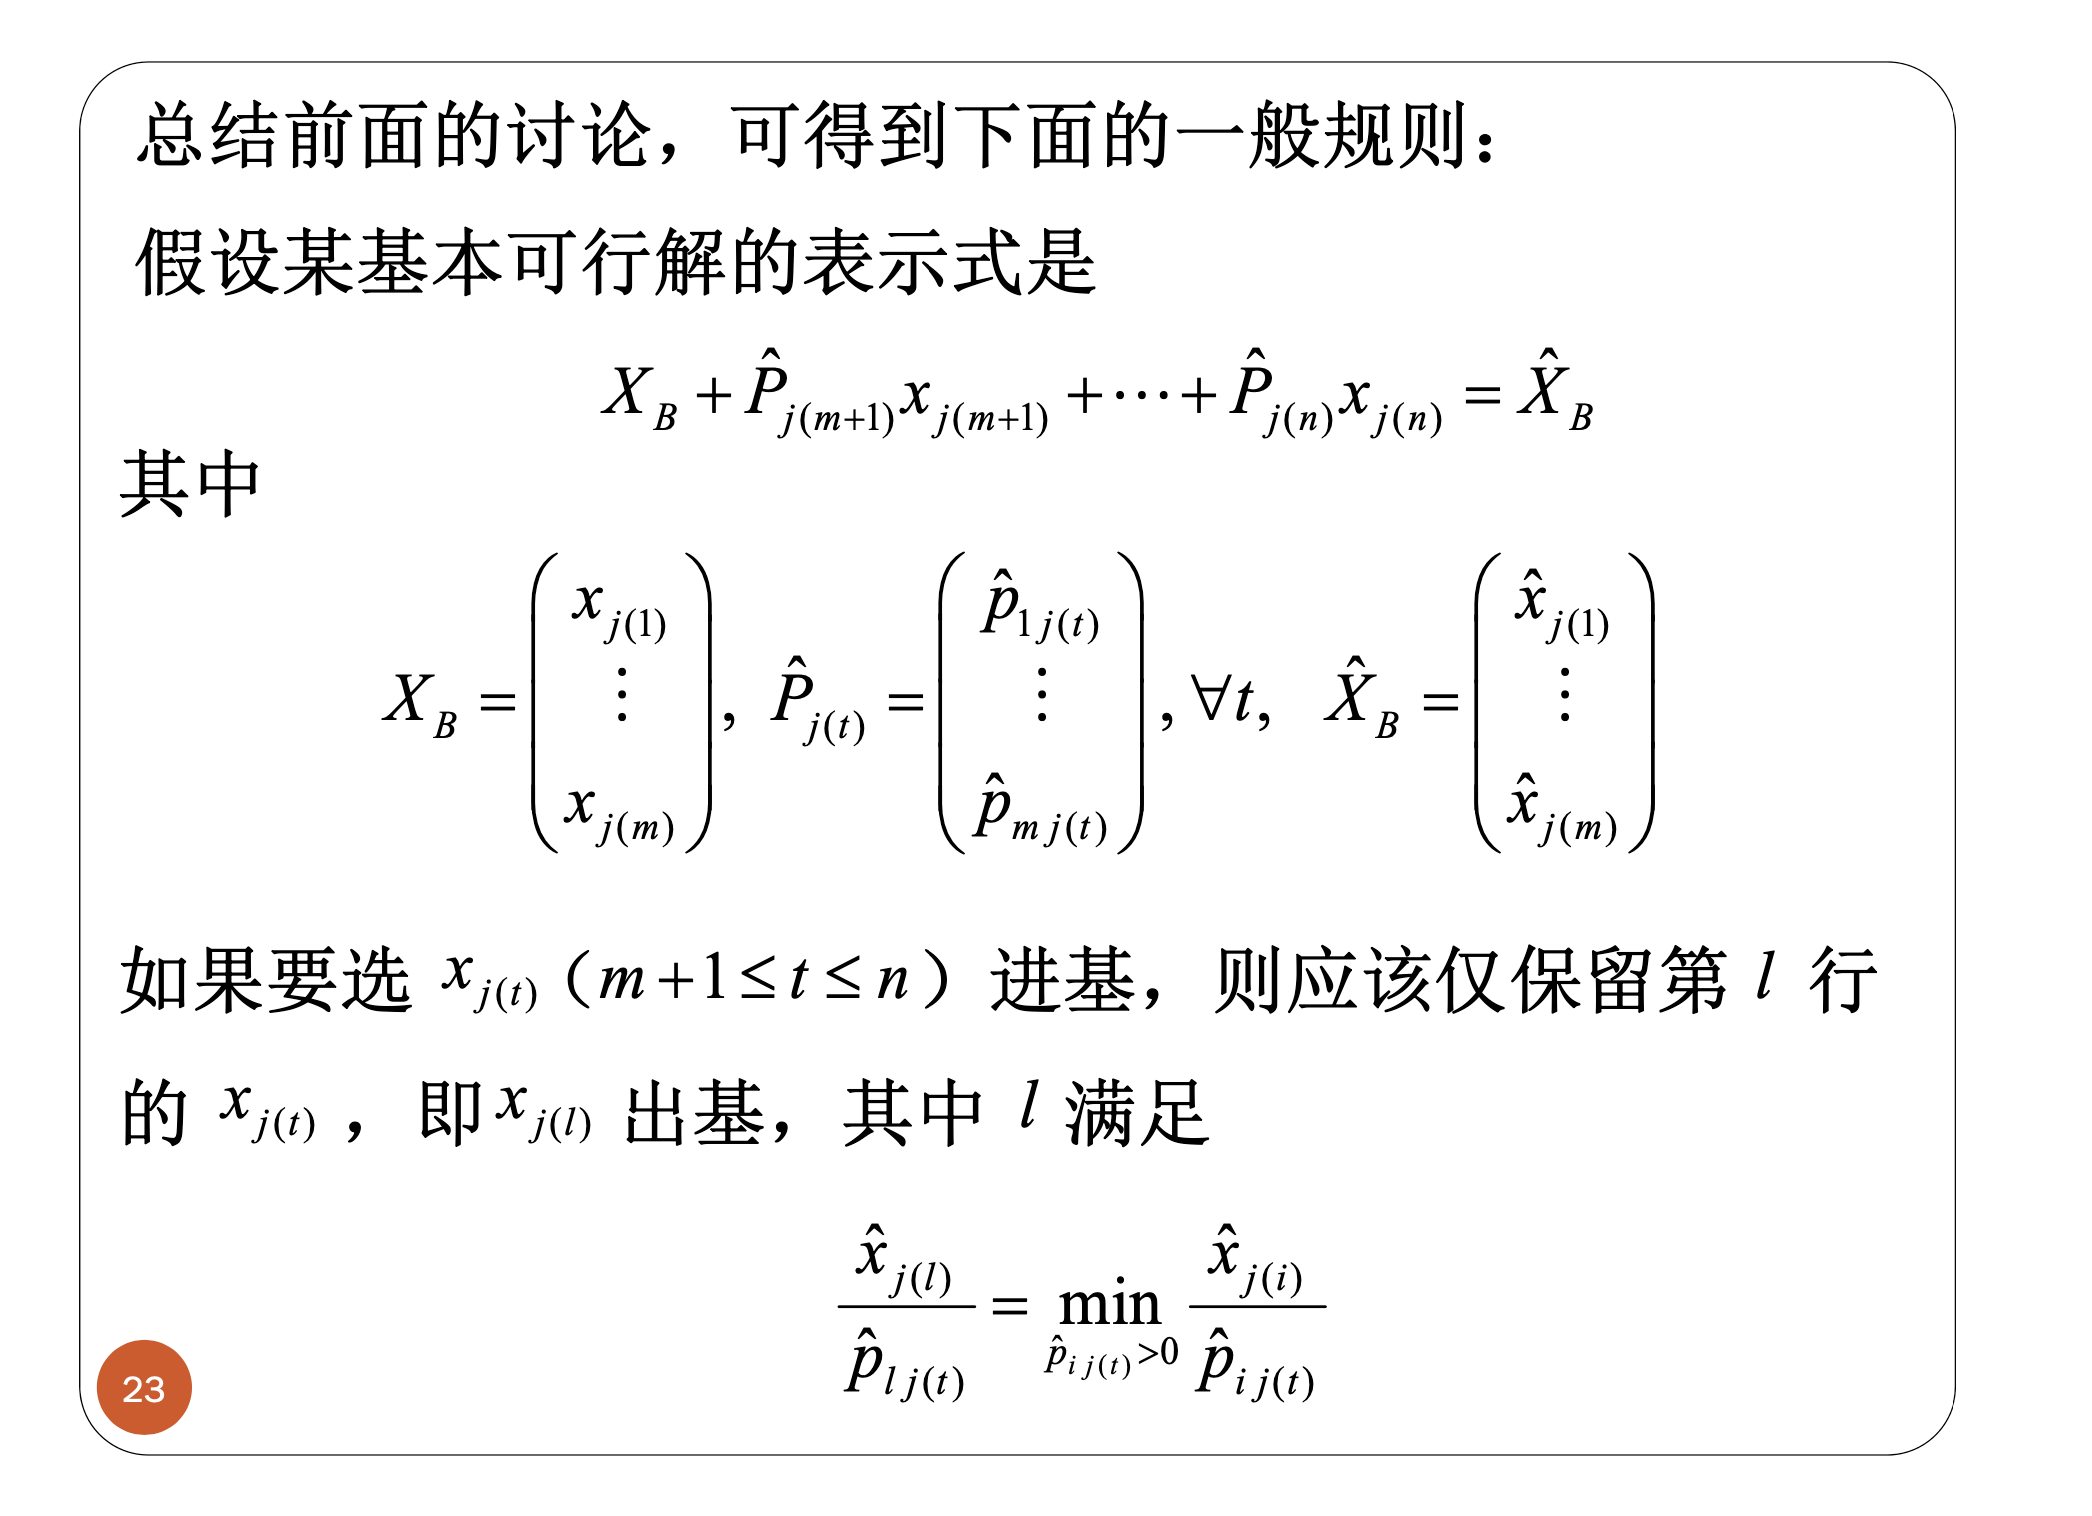 总结前面的讨论，可得到下面的一般规则：
假设某基本可行解的表示式是
$X_B + \hat{P}_{j(m+1)} x_{j(m+1)} + \cdots + \hat{P}_{j(n)} x_{j(n)} = \hat{X}_B$
其中
$X_B = \begin{pmatrix} x_{j(1)} \\ \vdots \\ x_{j(m)} \end{pmatrix}, \hat{P}_{j(t)} = \begin{pmatrix} \hat{p}_{1j(t)} \\ \vdots \\ \hat{p}_{mj(t)} \end{pmatrix}, \forall t, \hat{X}_B = \begin{pmatrix} \hat{x}_{j(1)} \\ \vdots \\ \hat{x}_{j(m)} \end{pmatrix}$
如果要选 $x_{j(t)}$（$m+1 \leq t \leq n$）进基，则应该仅保留第 $l$ 行
的 $x_{j(t)}$，即 $x_{j(l)}$ 出基，其中 $l$ 满足
$\frac{\hat{x}_{j(l)}}{\hat{p}_{lj(t)}} = \min_{\hat{p}_{ij(t)}>0} \frac{\hat{x}_{j(i)}}{\hat{p}_{ij(t)}}$
23